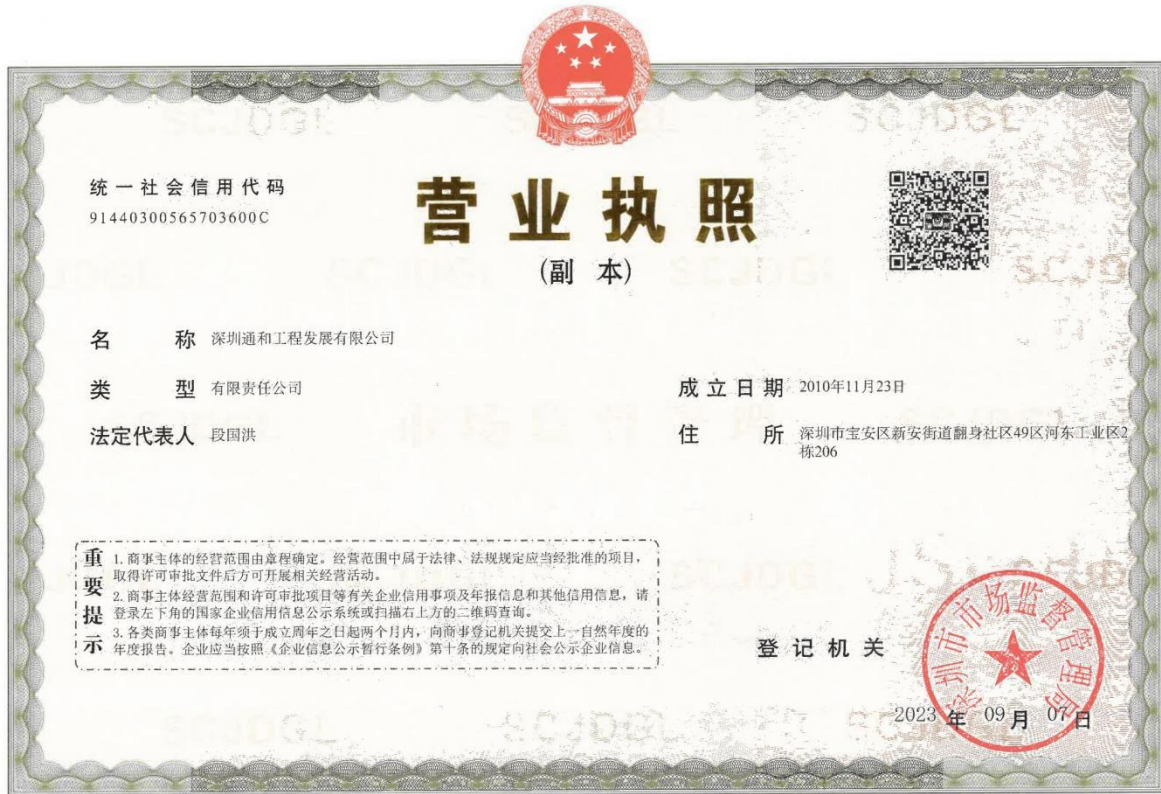 统一社会信用代码
91440300565703600C
营业执照
(副 本)
名 称 深圳通和工程发展有限公司
类 型 有限责任公司
法定代表人 段国洪
成立日期 2010年11月23日
住 所 深圳市宝安区新安街道翻身社区49区河东工业区2
栋206
重要提示
1. 商事主体的经营范围由章程确定。经营范围中属于法律、法规规定应当经批准的项目，
取得许可审批文件后方可开展相关经营活动。
2. 商事主体经营范围和许可审批项目等有关企业信用事项及年报信息和其他信用信息，请
登录左下角的国家企业信用信息公示系统或扫描右上方的二维码查询。
3. 各类商事主体每年须于成立周年之日起两个月内，向商事登记机关提交上一自然年度的
年度报告。企业应当按照《企业信息公示暂行条例》第十条的规定向社会公示企业信息。
登记机关
深圳市市场监督管理局
2023 年 09 月 07 日
SCJDGL